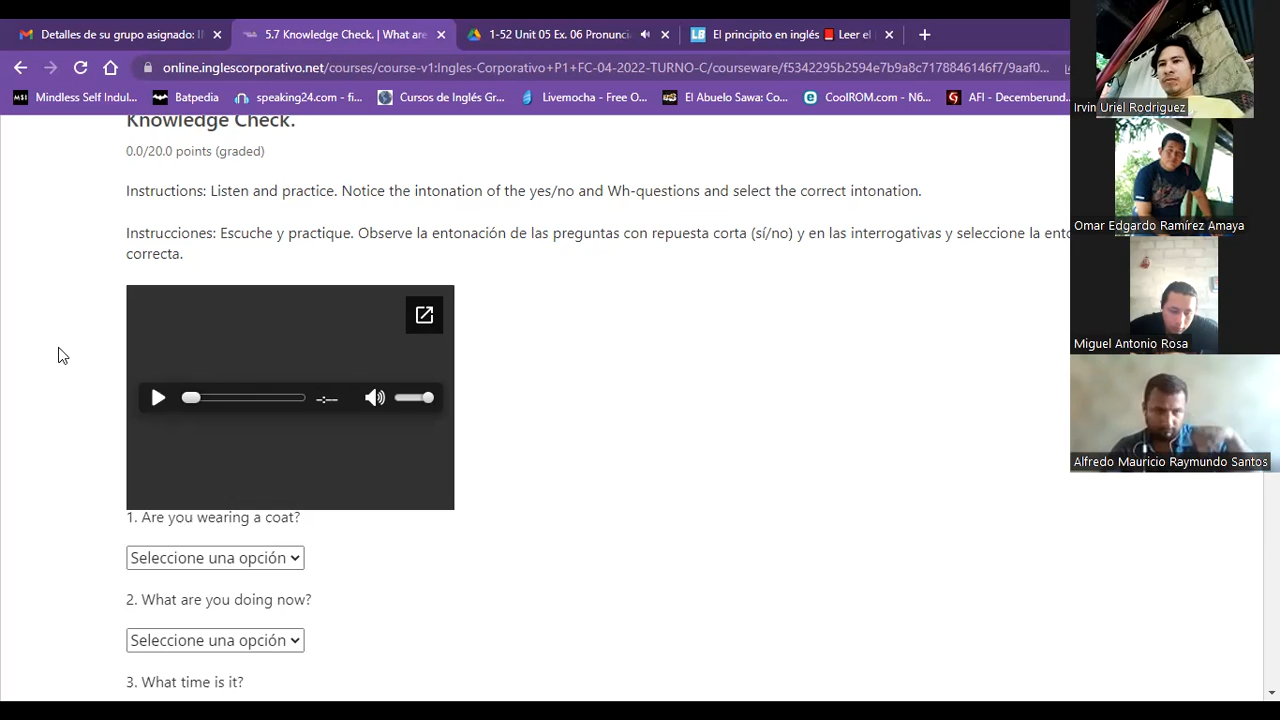 Detalles de su grupo asignado: I
5.7 Knowledge Check. | What are
1-52 Unit 05 Ex. 06 Pronunci
El principito en inglés 📕 Leer el
online.inglescorporativo.net/courses/course-v1:Inglescorporativo+P1+FC-04-2022-TURNO-C/courseware/f5342295b2594e7b9a8c7178846146f7/9aaf0...
Mindless Self Indul...
Batpedia
speaking24.com - fi...
Cursos de Inglés Gr...
Livemocha - Free O...
El Abuelo Sawa: Co...
CoolROM.com - N6...
AFI - Decemberund...
Knowledge Check.
0.0/20.0 points (graded)
Instructions: Listen and practice. Notice the intonation of the yes/no and Wh-questions and select the correct intonation.
Instrucciones: Escuche y practique. Observe la entonación de las preguntas con repuesta corta (sí/no) y en las interrogativas y seleccione la ento
correcta.
-:--
1. Are you wearing a coat?
Seleccione una opción
2. What are you doing now?
Seleccione una opción
3. What time is it?
Irvin Uriel Rodriguez
Omar Edgardo Ramírez Amaya
Miguel Antonio Rosa
Alfredo Mauricio Raymundo Santos